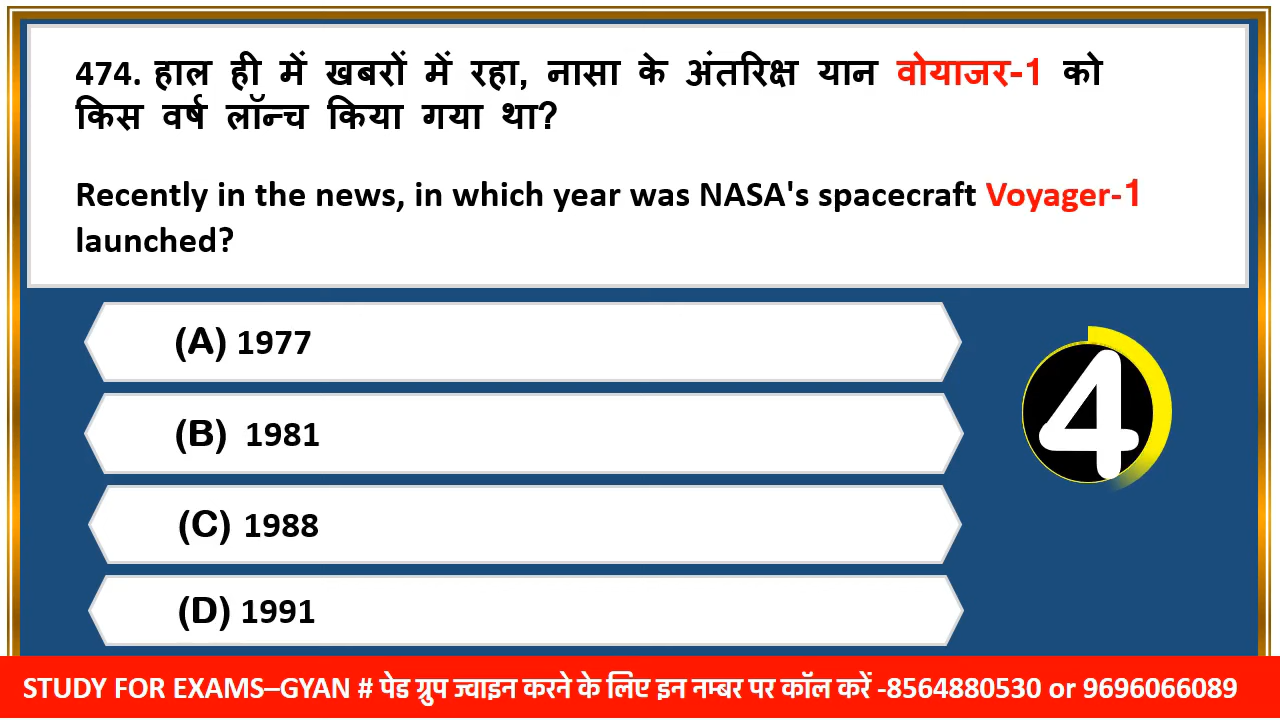 474. हाल ही में खबरों में रहा, नासा के अंतरिक्ष यान वोयाजर-1 को
किस वर्ष लॉन्च किया गया था?
Recently in the news, in which year was NASA's spacecraft Voyager-1
launched?
(A) 1977
(B) 1981
(C) 1988
(D) 1991
4
STUDY FOR EXAMS–GYAN # पेड ग्रुप ज्वाइन करने के लिए इन नम्बर पर कॉल करें -8564880530 or 9696066089